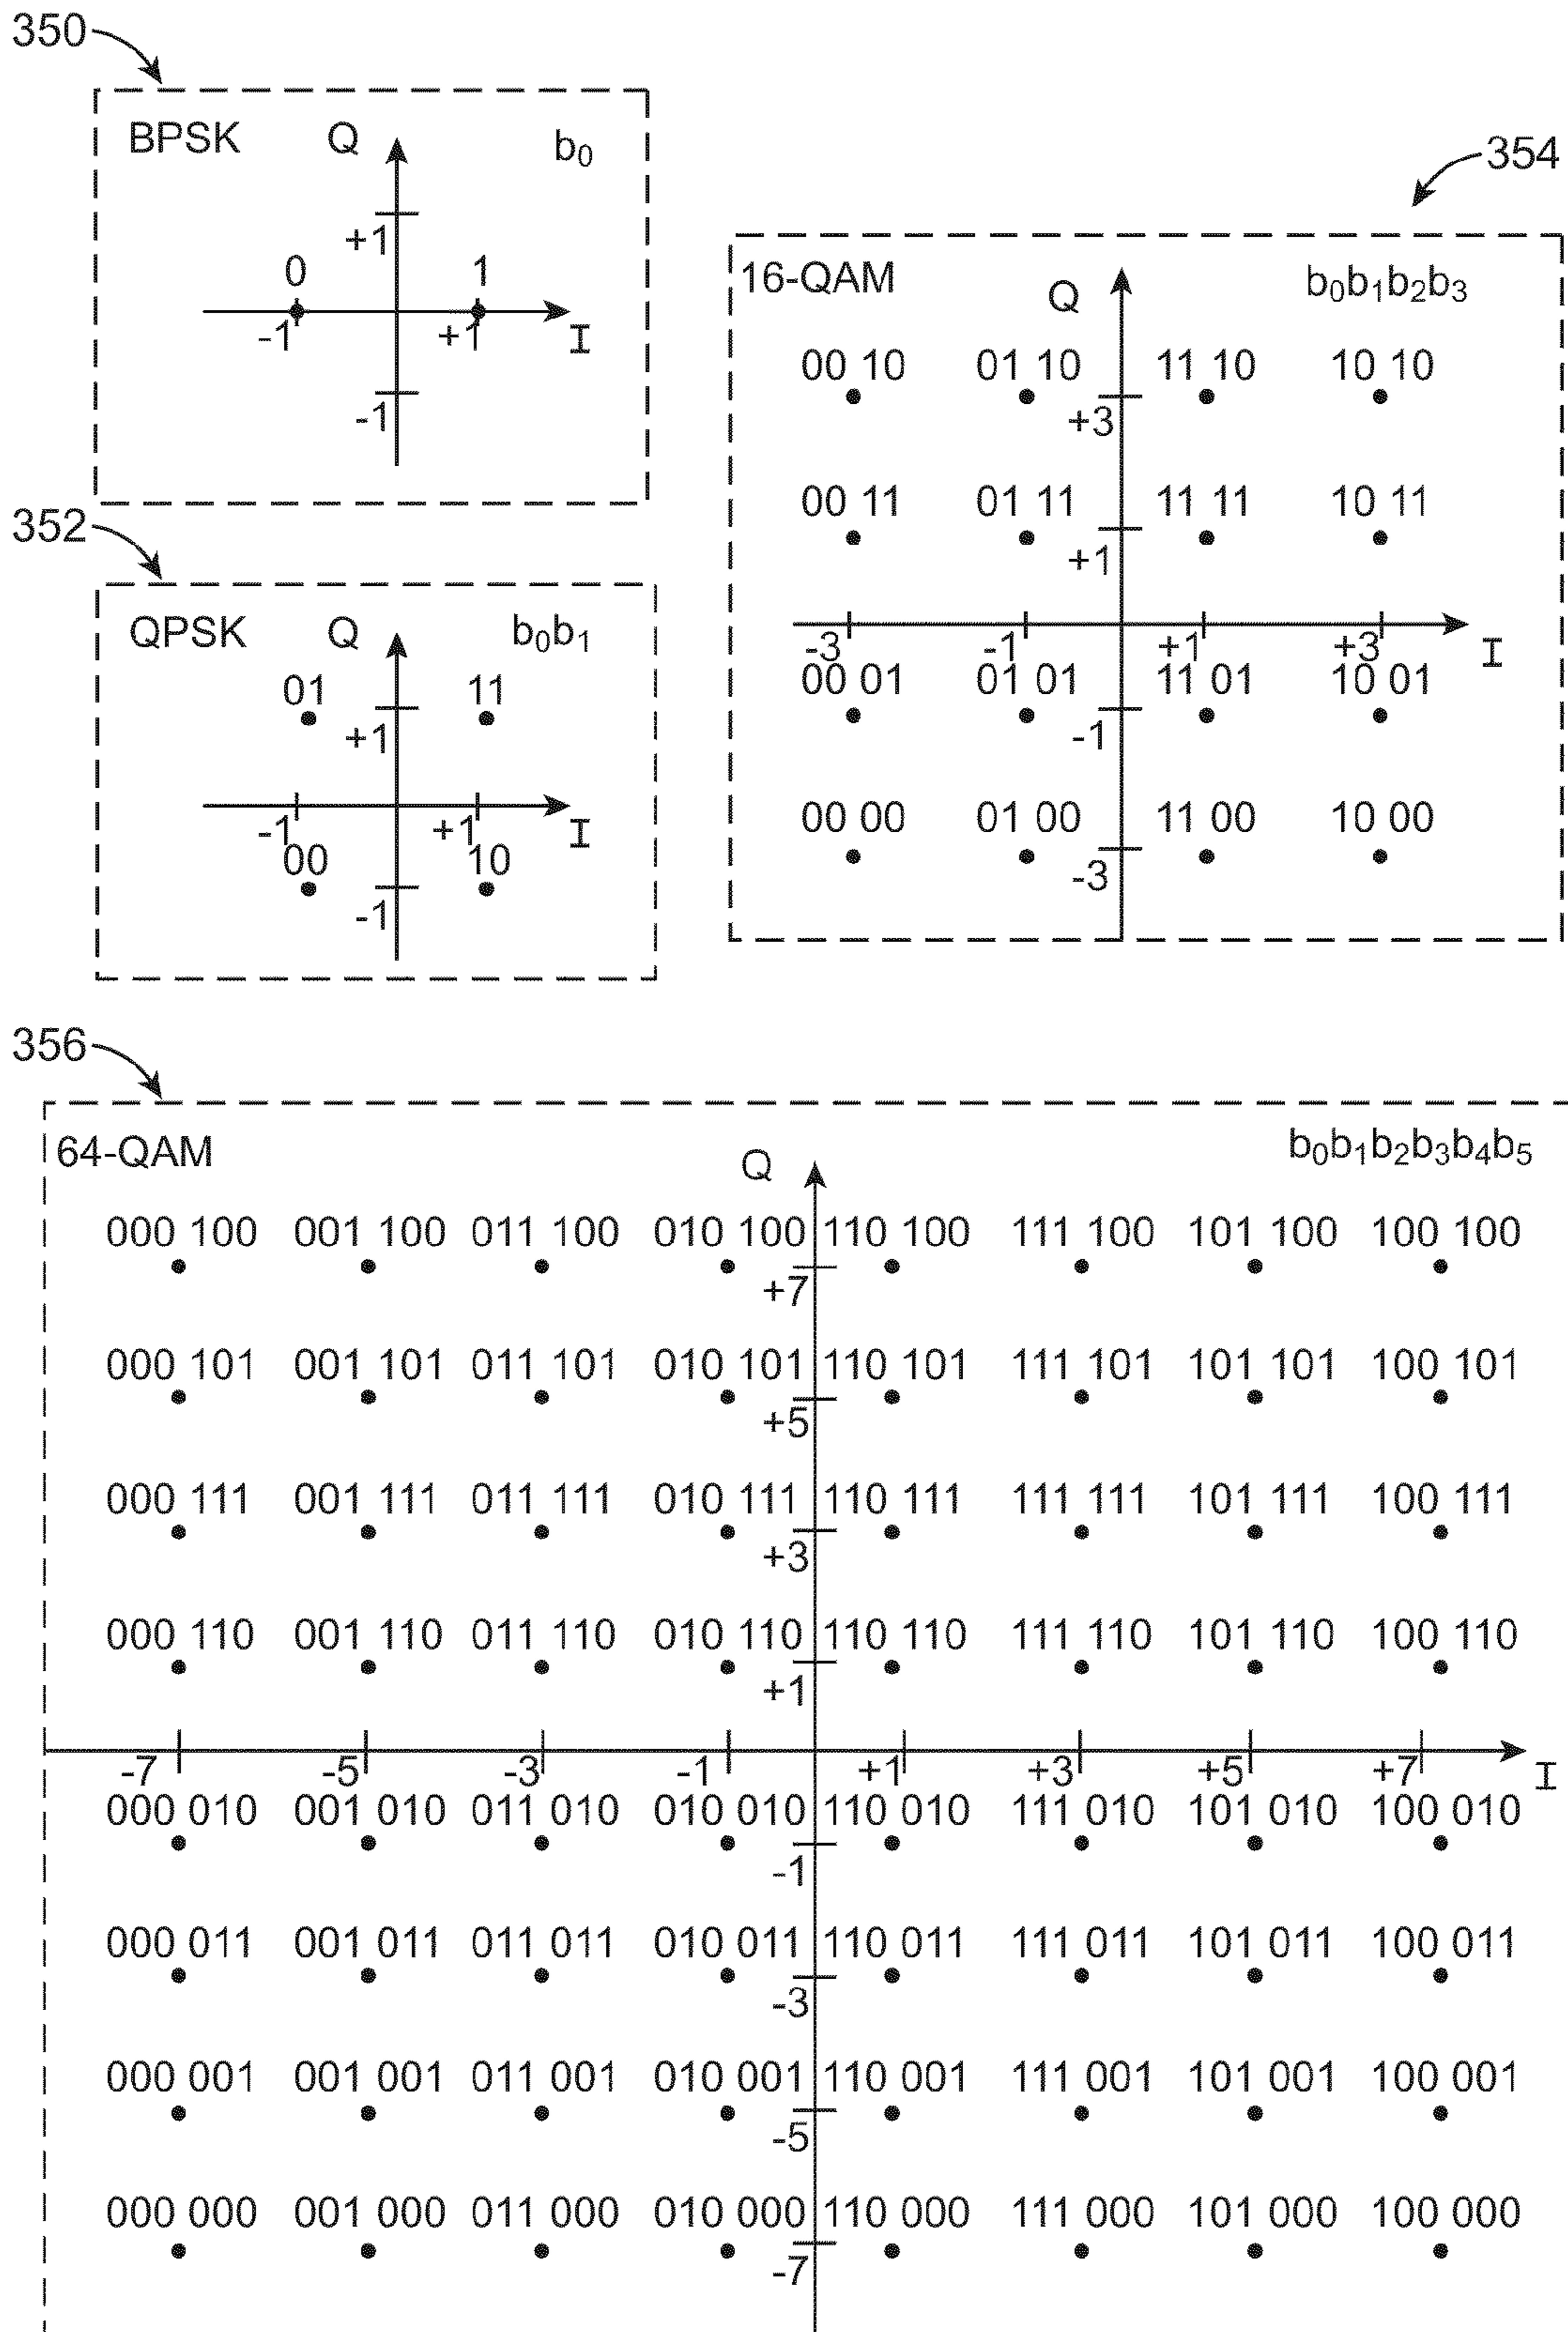 350
BPSK Q b0
+1
0 1
-1 +1 I
-1
354
16-QAM Q b0b1b2b3
00 10 01 10 11 10 10 10
+3
00 11 01 11 11 11 10 11
+1
-3 -1 +1 +3 I
00 01 01 01 11 01 10 01
-1
00 00 01 00 11 00 10 00
-3
352
QPSK Q b0b1
01 11
+1
-1 +1 I
00 10
-1
356
64-QAM Q b0b1b2b3b4b5
000 100 001 100 011 100 010 100 110 100 111 100 101 100 100 100
+7
000 101 001 101 011 101 010 101 110 101 111 101 101 101 100 101
+5
000 111 001 111 011 111 010 111 110 111 111 111 101 111 100 111
+3
000 110 001 110 011 110 010 110 110 110 111 110 101 110 100 110
+1
-7 -5 -3 -1 +1 +3 +5 +7 I
000 010 001 010 011 010 010 010 110 010 111 010 101 010 100 010
-1
000 011 001 011 011 011 010 011 110 011 111 011 101 011 100 011
-3
000 001 001 001 011 001 010 001 110 001 111 001 101 001 100 001
-5
000 000 001 000 011 000 010 000 110 000 111 000 101 000 100 000
-7